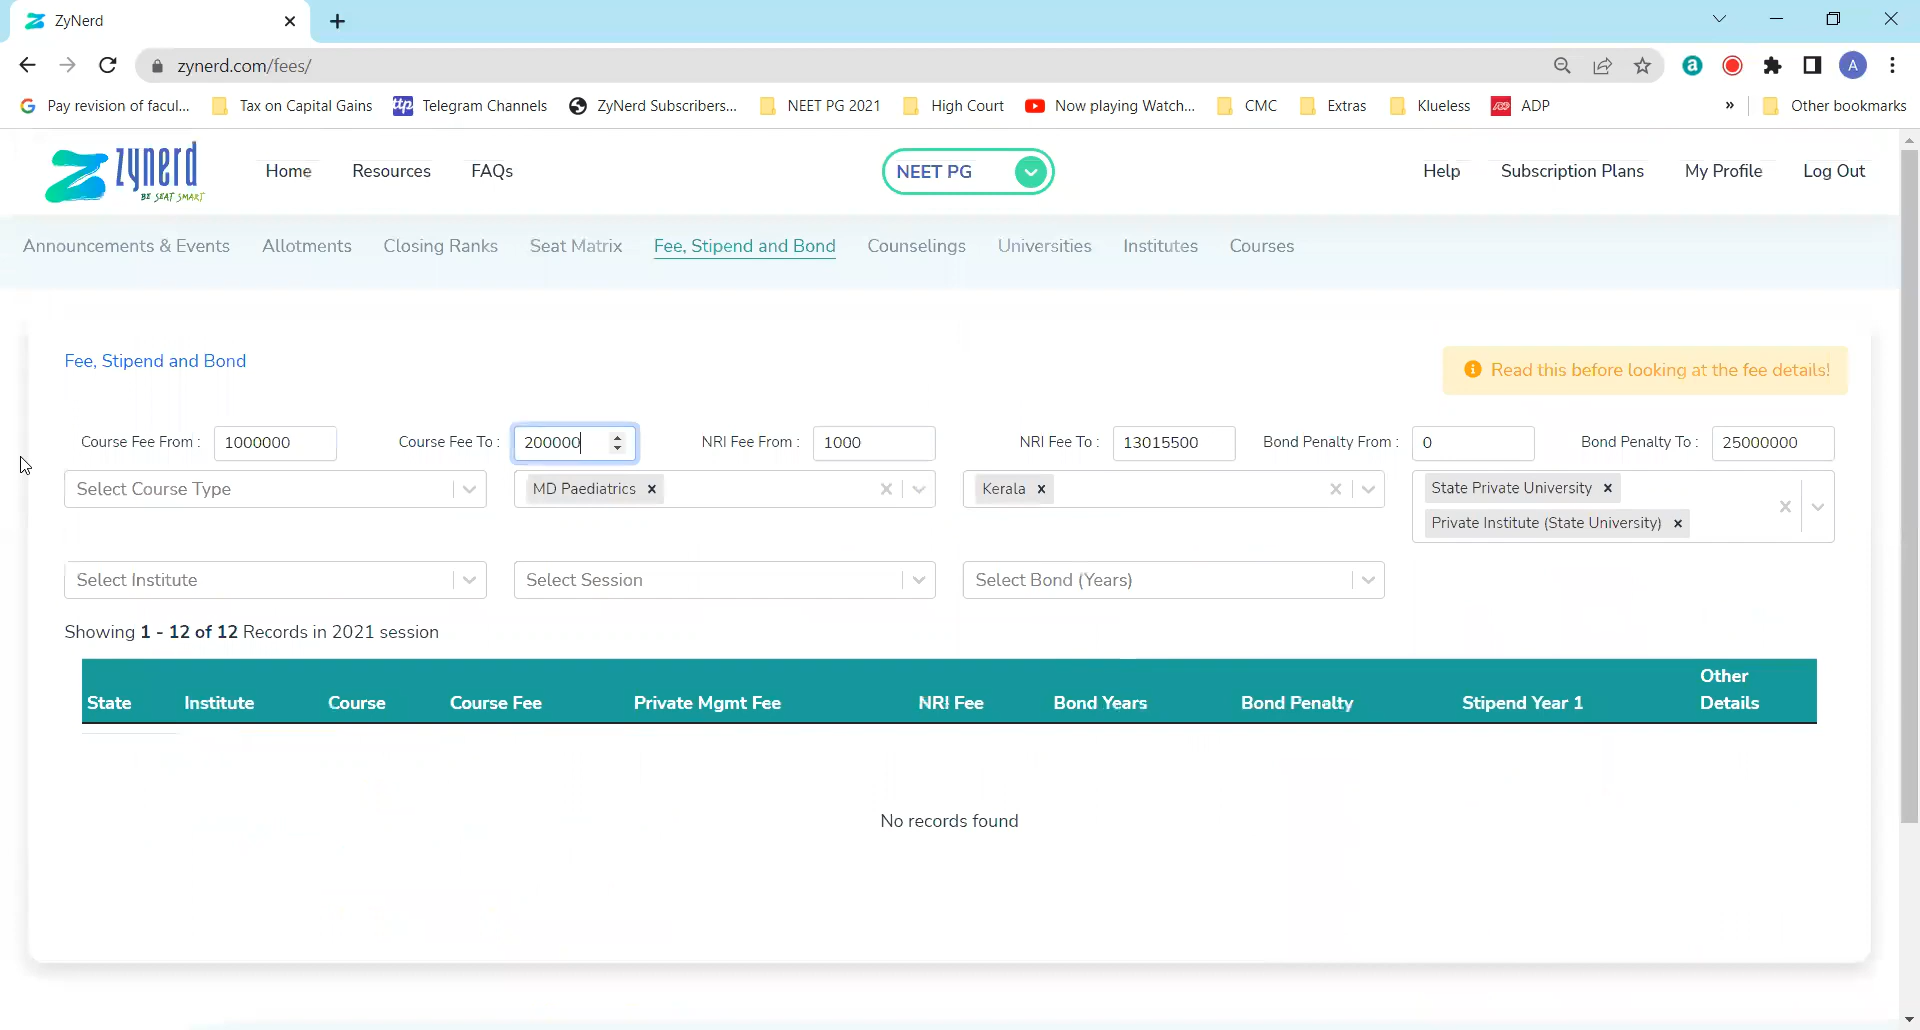 ZyNerd
zynerd.com/fees/
A
Pay revision of facul... Tax on Capital Gains ttp Telegram Channels ZyNerd Subscribers... NEET PG 2021 High Court Now playing Watch... CMC Extras Klueless ADP » Other bookmarks
zynerd
BE SEAT SMART
Home Resources FAQs NEET PG Help Subscription Plans My Profile Log Out
Announcements & Events Allotments Closing Ranks Seat Matrix Fee, Stipend and Bond Counselings Universities Institutes Courses
Fee, Stipend and Bond
Read this before looking at the fee details!
Course Fee From : 1000000 Course Fee To : 200000 NRI Fee From : 1000 NRI Fee To : 13015500 Bond Penalty From : 0 Bond Penalty To : 25000000
Select Course Type MD Paediatrics × Kerala × State Private University ×
Private Institute (State University) ×
Select Institute Select Session Select Bond (Years)
Showing 1 - 12 of 12 Records in 2021 session
State Institute Course Course Fee Private Mgmt Fee NRI Fee Bond Years Bond Penalty Stipend Year 1 Other
Details
No records found